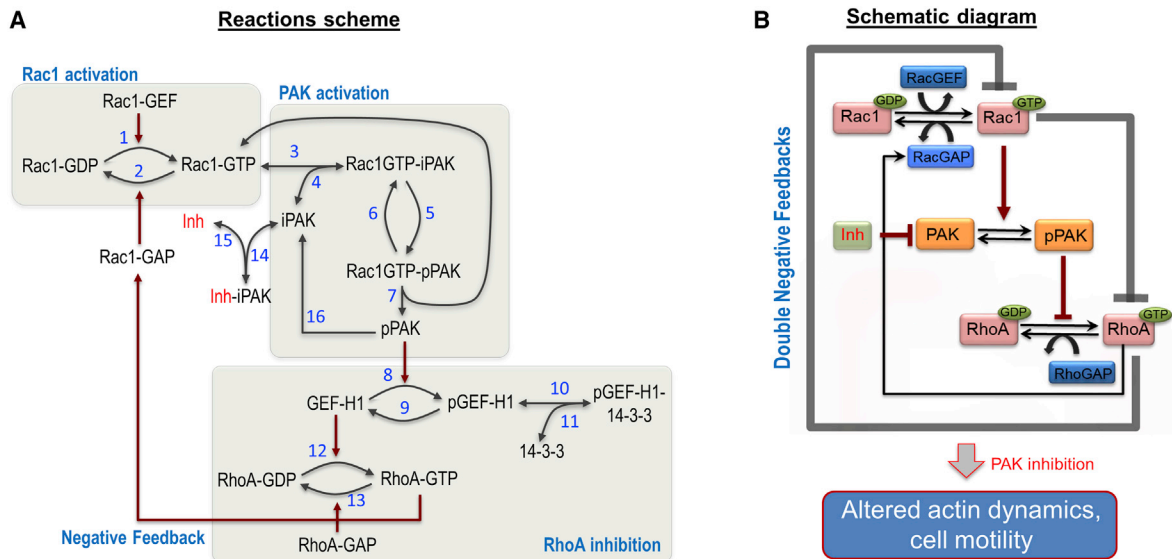 A
Reactions scheme
Rac1 activation
Rac1-GEF
1
Rac1-GDP
2
Rac1-GTP
Rac1-GAP
PAK activation
3
4
Rac1GTP-iPAK
iPAK
6
5
Inh
15
14
Inh-iPAK
Rac1GTP-pPAK
7
16
pPAK
8
GEF-H1
9
pGEF-H1
10
11
pGEF-H1-
14-3-3
14-3-3
12
RhoA-GDP
RhoA-GTP
13
Negative Feedback
RhoA-GAP
RhoA inhibition
B
Schematic diagram
Double Negative Feedbacks
RacGEF
GDP
Rac1
GTP
Rac1
RacGAP
Inh
PAK
pPAK
GDP
RhoA
GTP
RhoA
RhoGAP
PAK inhibition
Altered actin dynamics,
cell motility